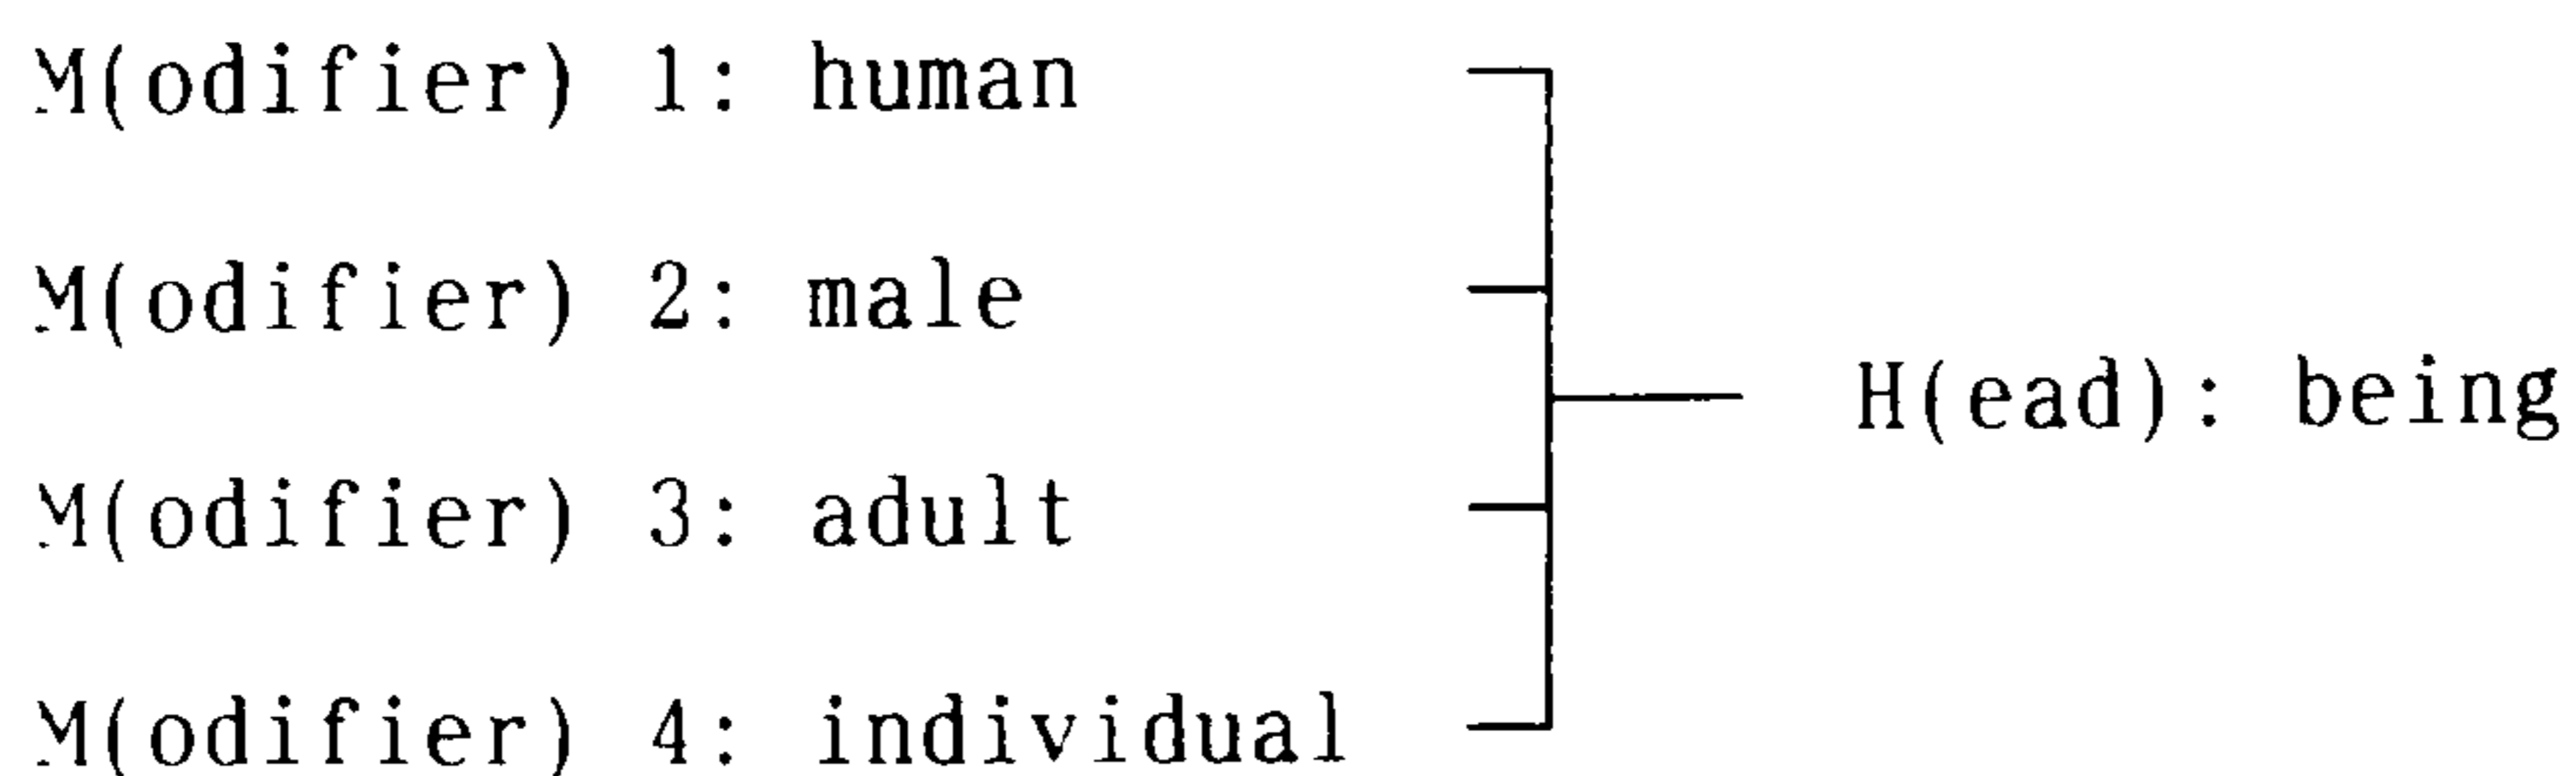 M(odifier) 1: human
M(odifier) 2: male
H(ead): being
M(odifier) 3: adult
M(odifier) 4: individual